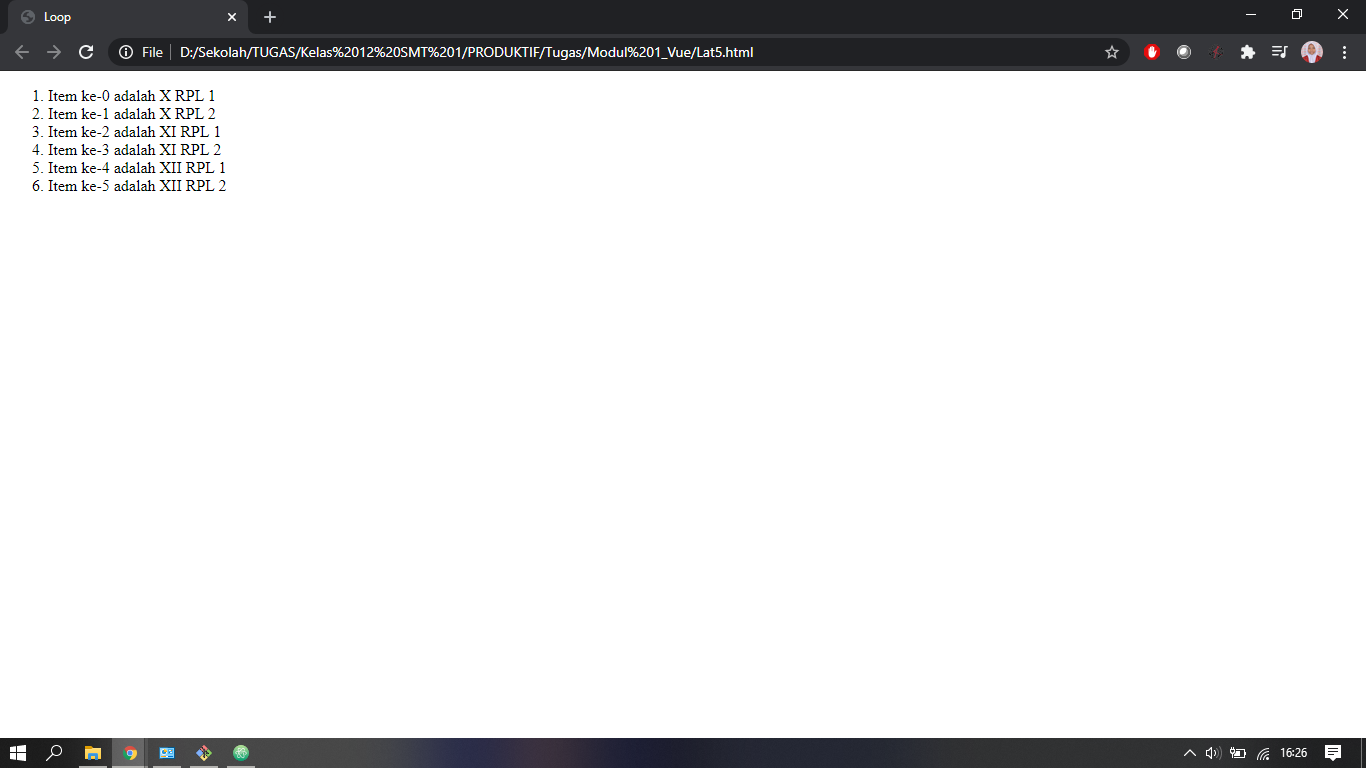 Loop
File D:/Sekolah/TUGAS/Kelas%2012%20SMT%201/PRODUKTIF/Tugas/Modul%201_Vue/Lat5.html
1. Item ke-0 adalah X RPL 1
2. Item ke-1 adalah X RPL 2
3. Item ke-2 adalah XI RPL 1
4. Item ke-3 adalah XI RPL 2
5. Item ke-4 adalah XII RPL 1
6. Item ke-5 adalah XII RPL 2
16:26